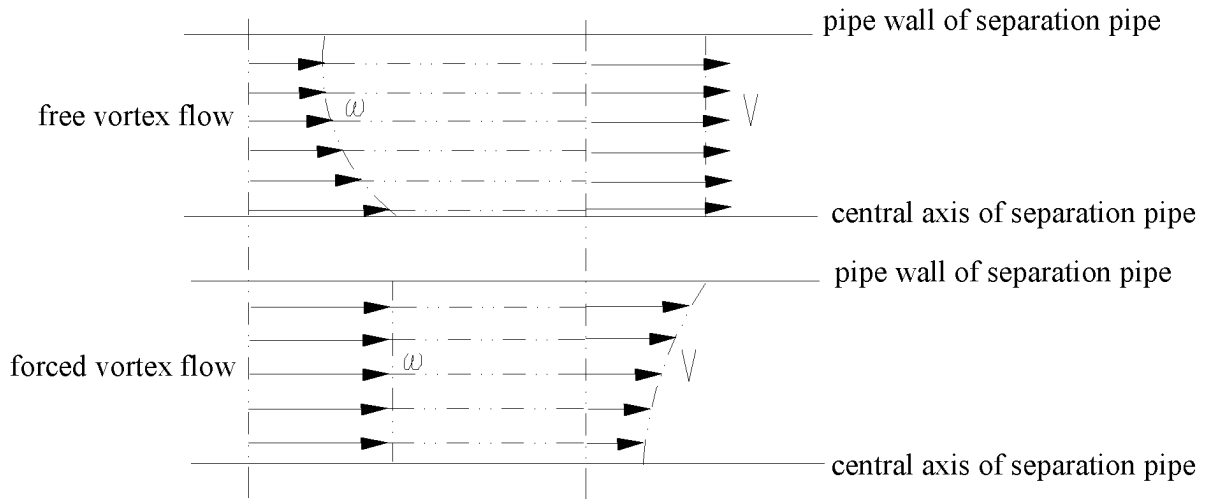 pipe wall of separation pipe
free vortex flow
ω
V
central axis of separation pipe
pipe wall of separation pipe
forced vortex flow
ω
V
central axis of separation pipe